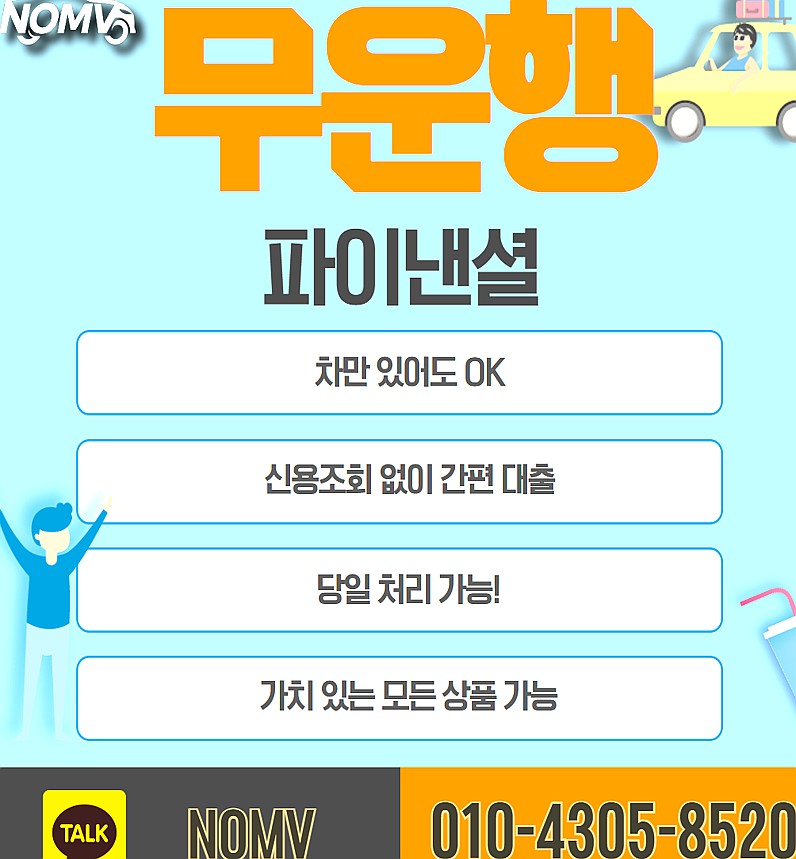 NOMV
무운행
파이낸셜
차만 있어도 OK
신용조회 없이 간편 대출
당일 처리 가능!
가치 있는 모든 상품 가능
TALK
NOMV
010-4305-8520